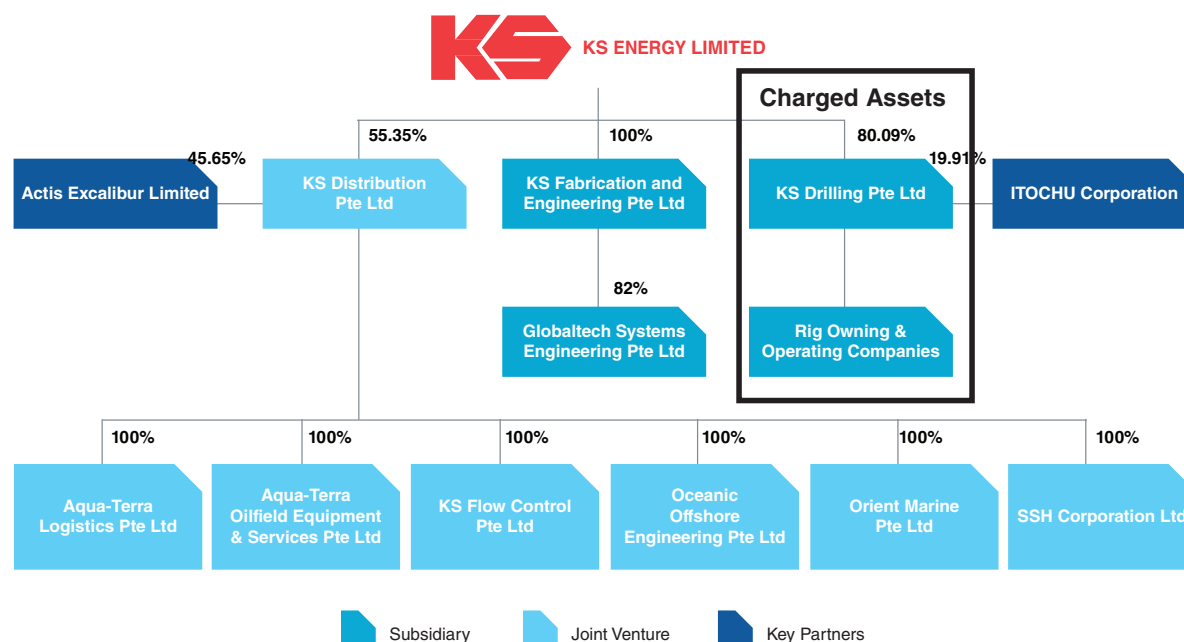 KS
KS ENERGY LIMITED
Charged Assets
55.35%
100%
80.09%
45.65%
19.91%
Actis Excalibur Limited
KS Distribution
Pte Ltd
KS Fabrication and
Engineering Pte Ltd
KS Drilling Pte Ltd
ITOCHU Corporation
82%
Globaltech Systems
Engineering Pte Ltd
Rig Owning &
Operating Companies
100%
100%
100%
100%
100%
100%
Aqua-Terra
Logistics Pte Ltd
Aqua-Terra
Oilfield Equipment
& Services Pte Ltd
KS Flow Control
Pte Ltd
Oceanic
Offshore
Engineering Pte Ltd
Orient Marine
Pte Ltd
SSH Corporation Ltd
Subsidiary
Joint Venture
Key Partners